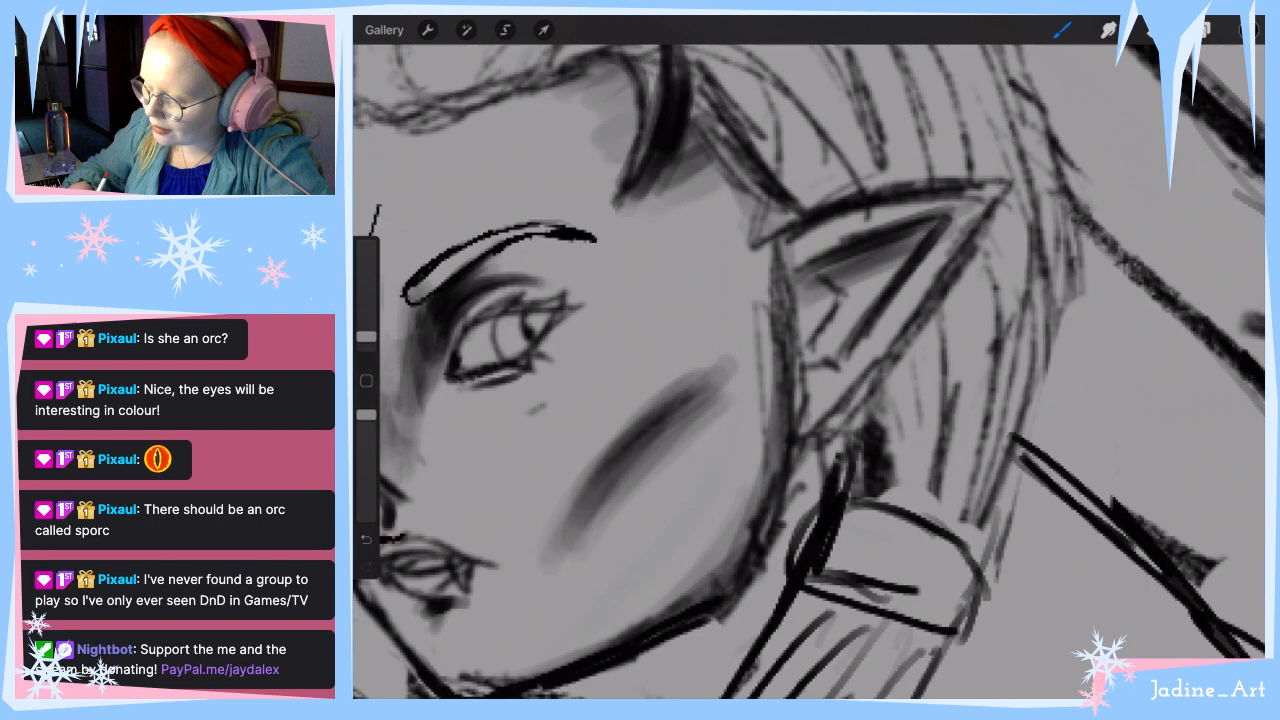 Gallery
Pixaul: Is she an orc?
Pixaul: Nice, the eyes will be
interesting in colour!
Pixaul:
Pixaul: There should be an orc
called sporc
Pixaul: I've never found a group to
play so I've only ever seen DnD in Games/TV
Nightbot: Support the me and the
by donating! PayPal.me/jaydalex
Jadine_Art